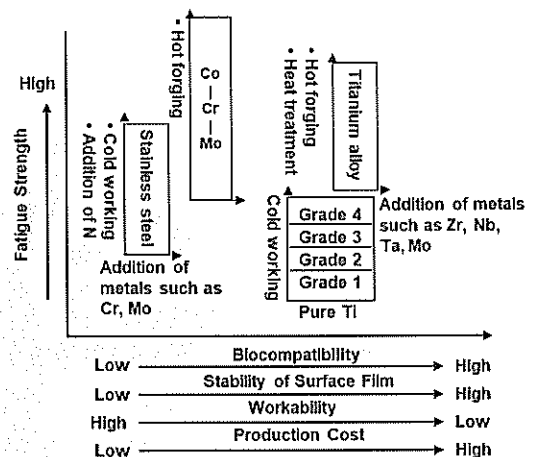 High
Fatigue Strength
• Addition of N
• Cold working
Stainless steel
Addition of
metals such as
Cr, Mo
• Hot forging
Co
Cr
Mo
• Heat treatment
• Hot forging
Titanium alloy
Addition of metals
such as Zr, Nb,
Ta, Mo
Cold working
Grade 4
Grade 3
Grade 2
Grade 1
Pure Ti
Biocompatibility
Low High
Stability of Surface Film
Low High
Workability
High Low
Production Cost
Low High